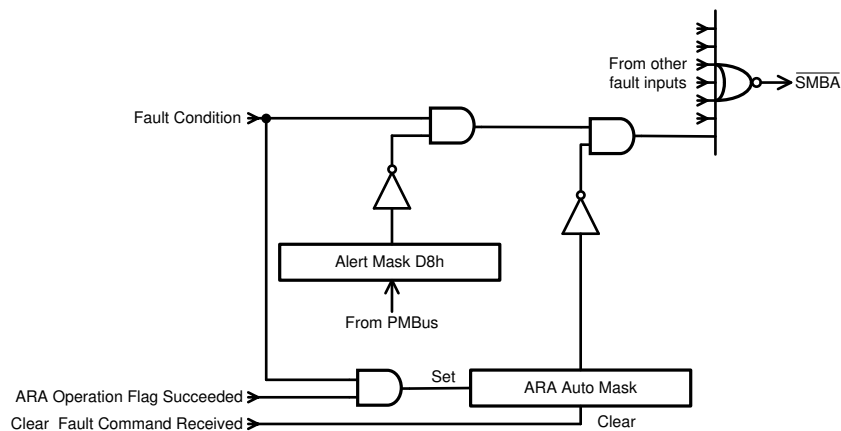 From other
fault inputs
SMBA
Fault Condition
Alert Mask D8h
From PMBus
Set
ARA Auto Mask
ARA Operation Flag Succeeded
Clear Fault Command Received
Clear